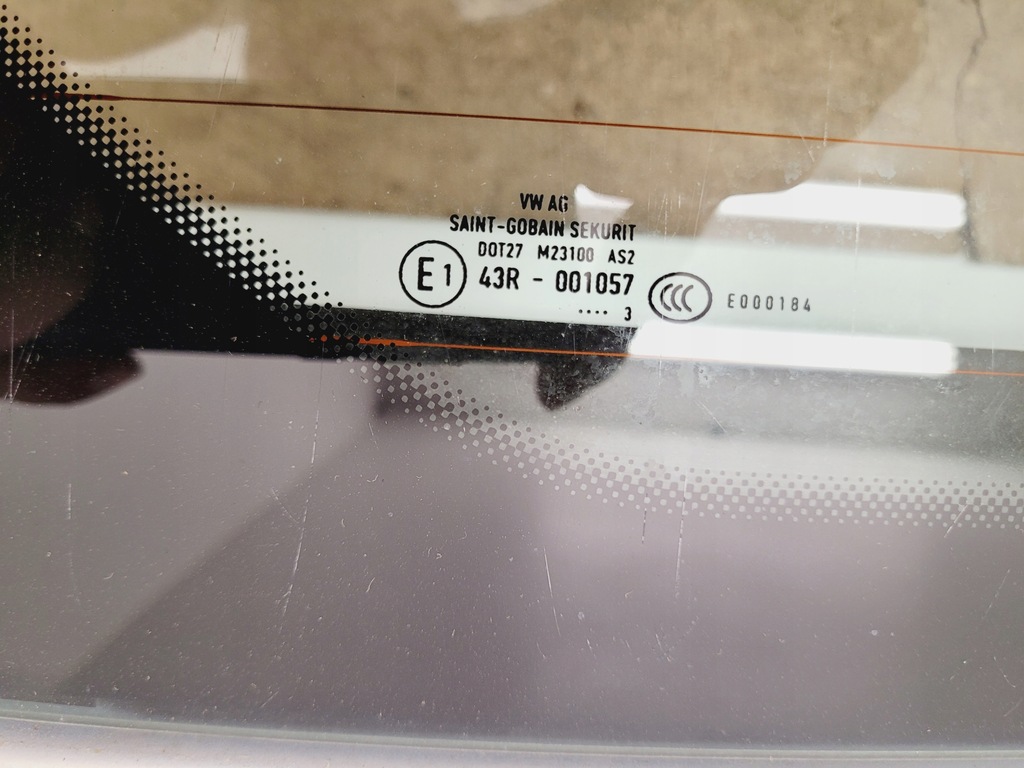 VW AG
SAINT-GOBAIN SEKURIT
DOT27 M23100 AS2
E1 43R - 001057
.... 3
CCC E000184